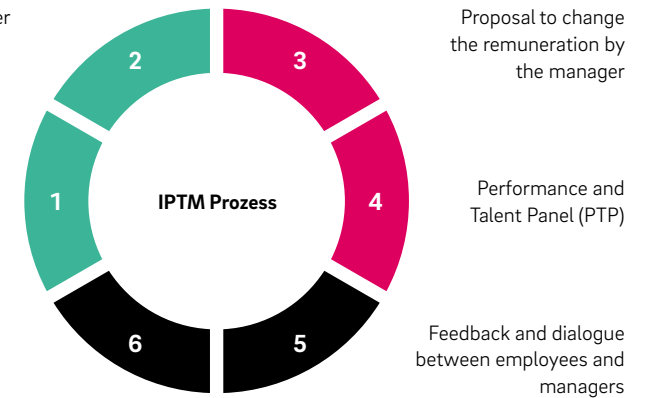 2
3
Proposal to change
the remuneration by
the manager
1
IPTM Prozess
4
Performance and
Talent Panel (PTP)
6
5
Feedback and dialogue
between employees and
managers